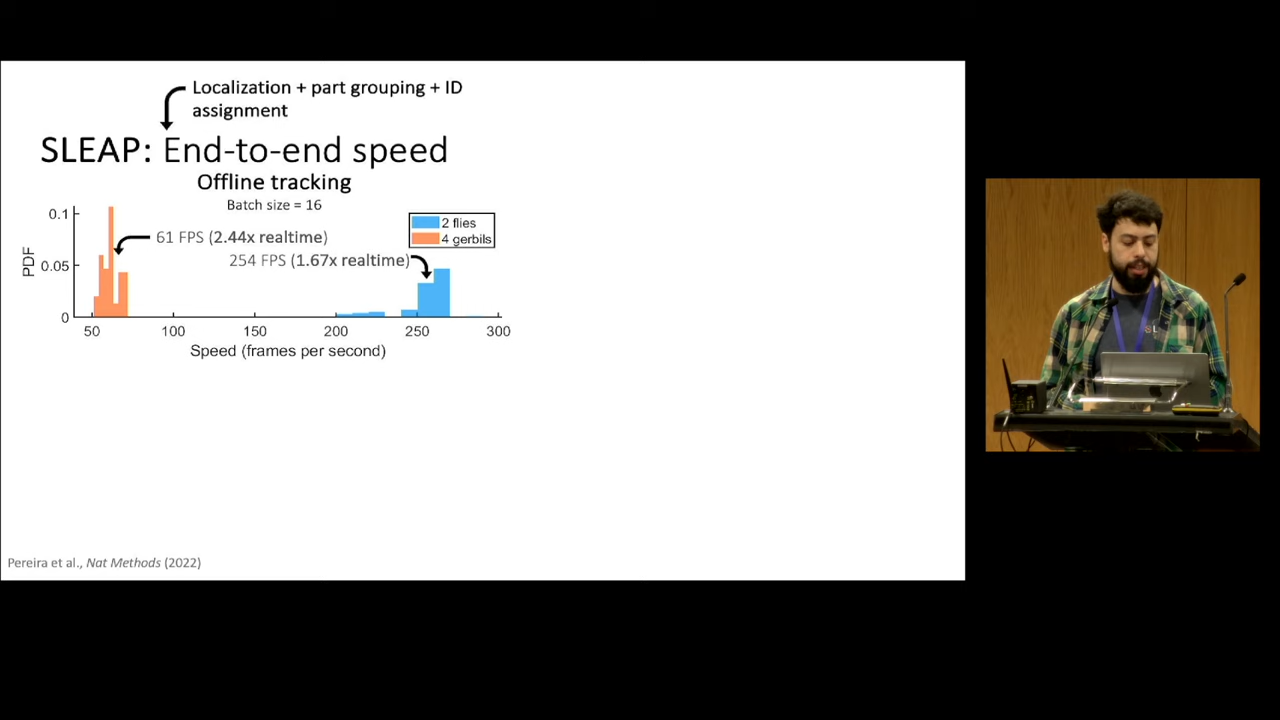 Localization + part grouping + ID
assignment
SLEAP: End-to-end speed
Offline tracking
Batch size = 16
0.1
0.05
0
PDF
61 FPS (2.44x realtime)
254 FPS (1.67x realtime)
2 flies
4 gerbils
50 100 150 200 250 300
Speed (frames per second)
Pereira et al., Nat Methods (2022)